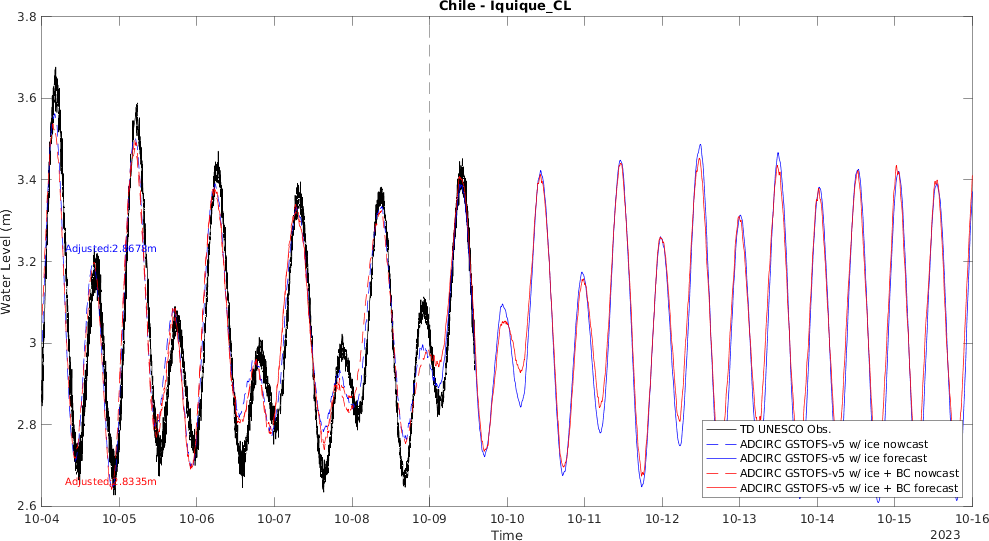 Chile - Iquique_CL
3.8
3.6
3.4
3.2
3
2.8
2.6
Water Level (m)
Adjusted:2.8678m
Adjusted:2.8335m
TD UNESCO Obs.
ADCIRC GSTOFS-v5 w/ ice nowcast
ADCIRC GSTOFS-v5 w/ ice forecast
ADCIRC GSTOFS-v5 w/ ice + BC nowcast
ADCIRC GSTOFS-v5 w/ ice + BC forecast
10-04 10-05 10-06 10-07 10-08 10-09 10-10 10-11 10-12 10-13 10-14 10-15 10-16
Time
2023